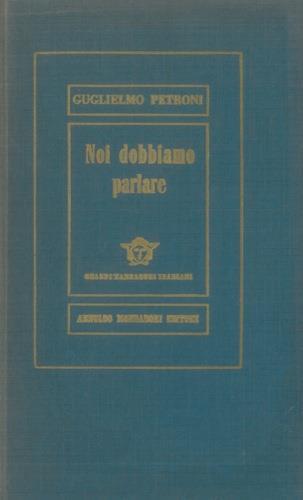 GUGLIELMO PETRONI
Noi dobbiamo
parlare
GRANDI NARRATORI ITALIANI
ARNOLDO MONDADORI EDITORE